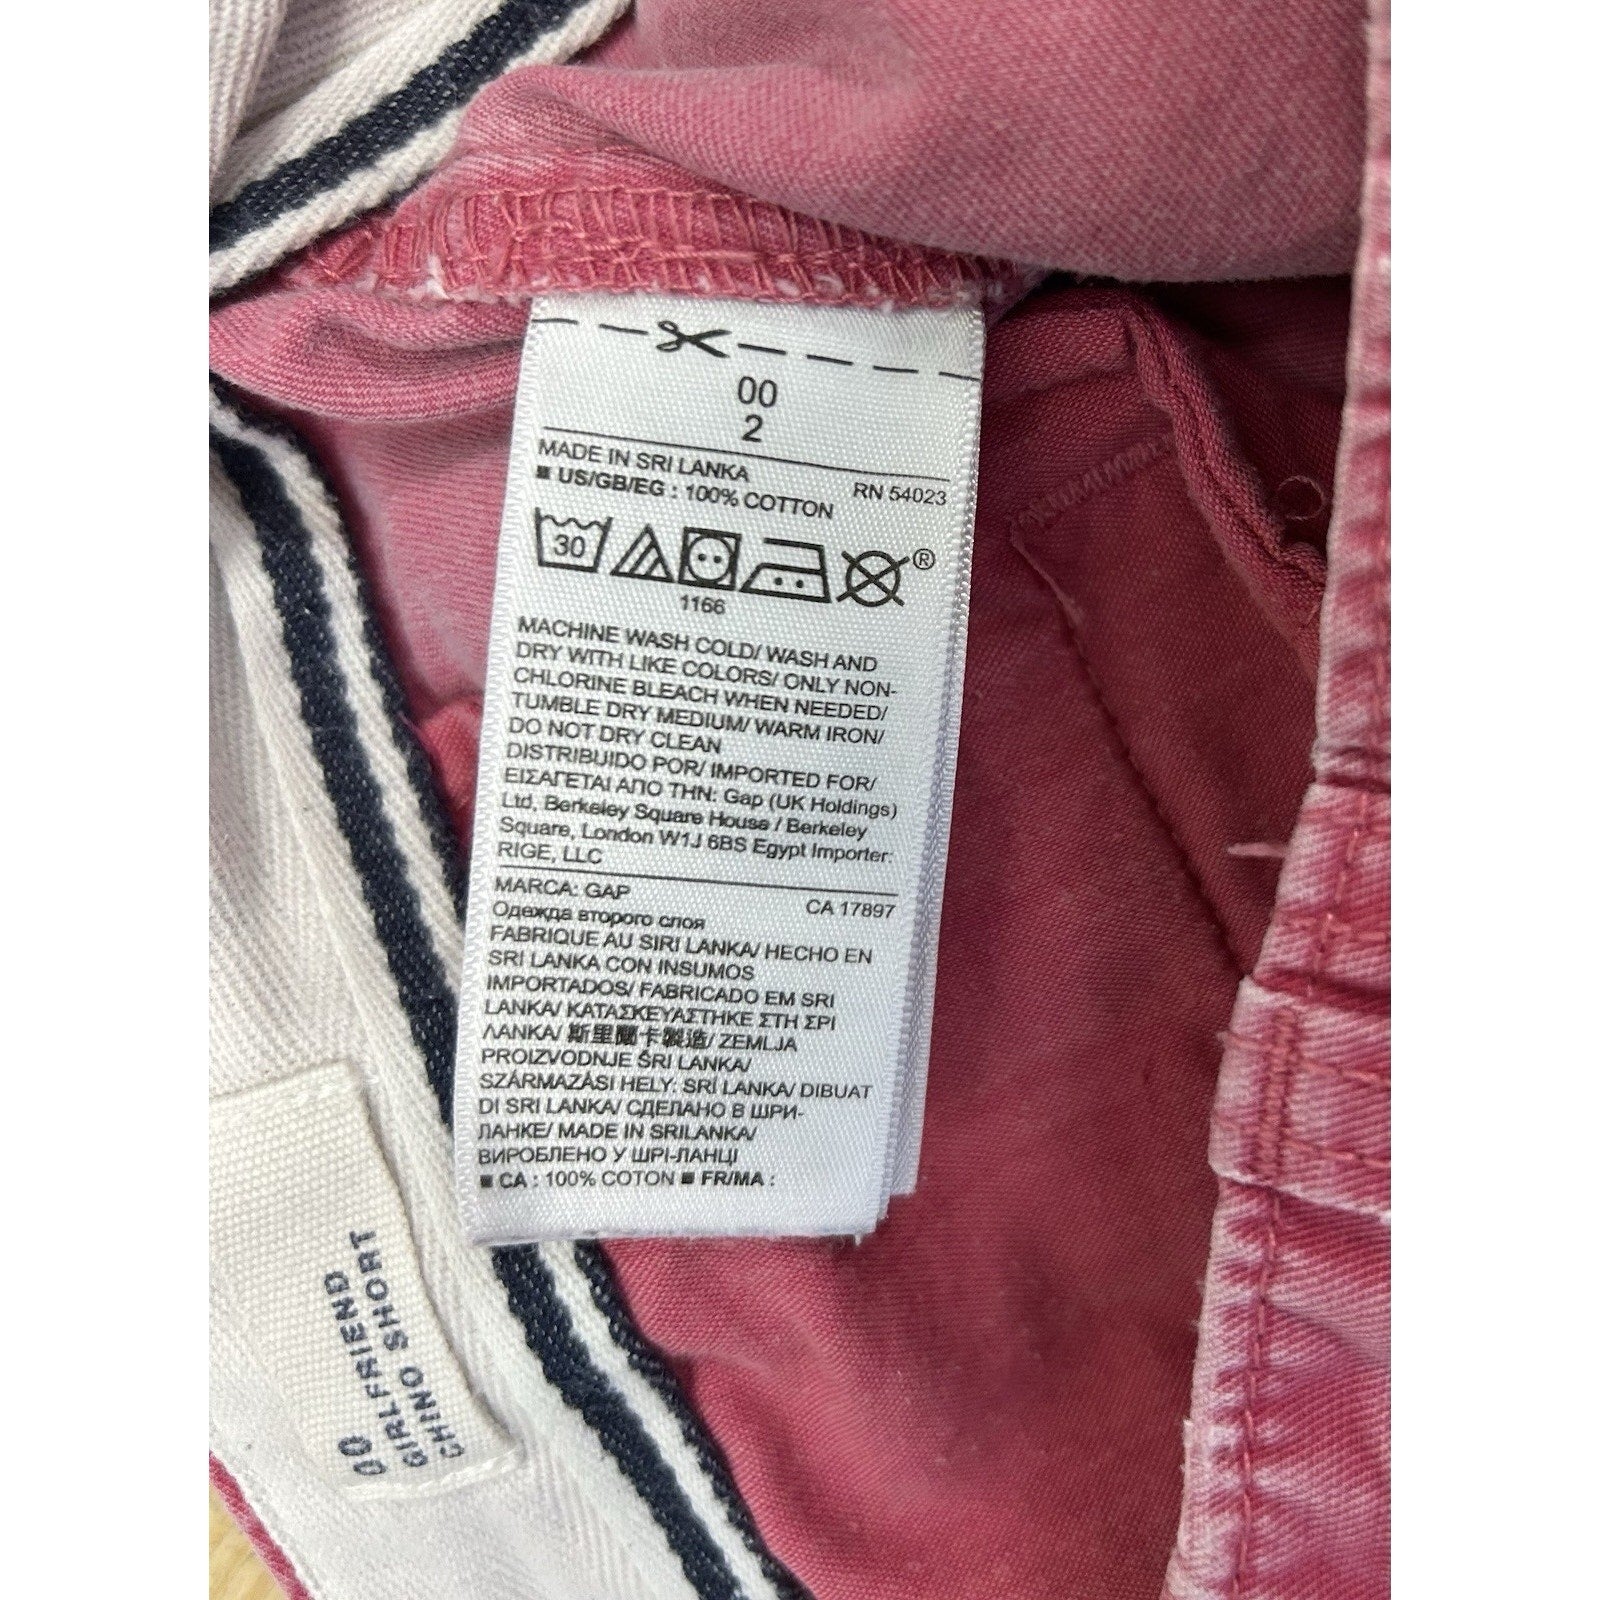 00
2
MADE IN SRI LANKA
RN 54023
■ US/GB/EG : 100% COTTON
30
®
1166
MACHINE WASH COLD/ WASH AND
DRY WITH LIKE COLORS/ ONLY NON-
CHLORINE BLEACH WHEN NEEDED/
TUMBLE DRY MEDIUM/ WARM IRON/
DO NOT DRY CLEAN
DISTRIBUIDO POR/ IMPORTED FOR/
ΕΙΣΑΓΕΤΑΙ ΑΠΟ ΤΗΝ: Gap (UK Holdings)
Ltd, Berkeley Square House / Berkeley
Square, London W1J 6BS Egypt Importer:
RIGE, LLC
MARCA: GAP
CA 17897
Одежда второго слоя
FABRIQUE AU SIRI LANKA/ HECHO EN
SRI LANKA CON INSUMOS
IMPORTADOS/ FABRICADO EM SRI
LANKA/ ΚΑΤΑΣΚΕΥΑΣΤΗΚΕ ΣΤΗ ΣΡΙ
ΛΑΝΚΑ/ 斯里蘭卡製造/ ZEMLJA
PROIZVODNJE ŠRI LANKA/
SZÁRMAZÁSI HELY: SRÍ LANKA/ DIBUAT
DI SRI LANKA/ СДЕЛАНО В ШРИ-
ЛАНКЕ/ MADE IN SRILANKA/
ВИРОБЛЕНО У ШРІ-ЛАНЦІ
■ CA : 100% COTON ■ FR/MA :
00
GIRLFRIEND
CHINO SHORT